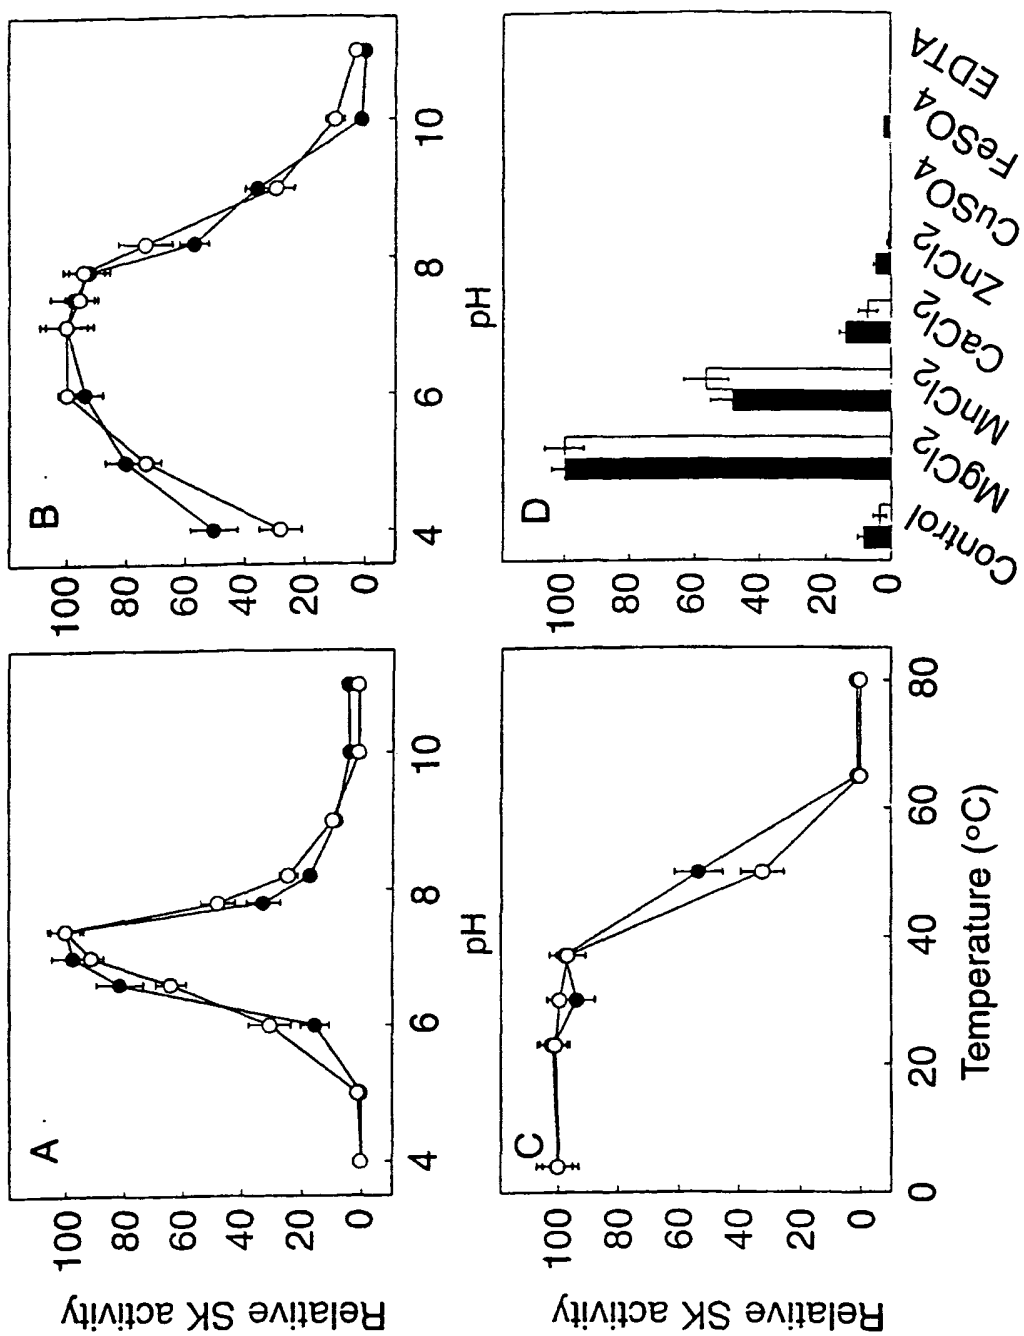 A
Relative SK activity
100
80
60
40
20
0
4 6 8 10
pH
B
100
80
60
40
20
0
4 6 8 10
pH
C
Relative SK activity
100
80
60
40
20
0
0 20 40 60 80
Temperature (°C)
D
100
80
60
40
20
0
Control
MgCl2
MnCl2
CaCl2
ZnCl2
CuSO4
FeSO4
EDTA